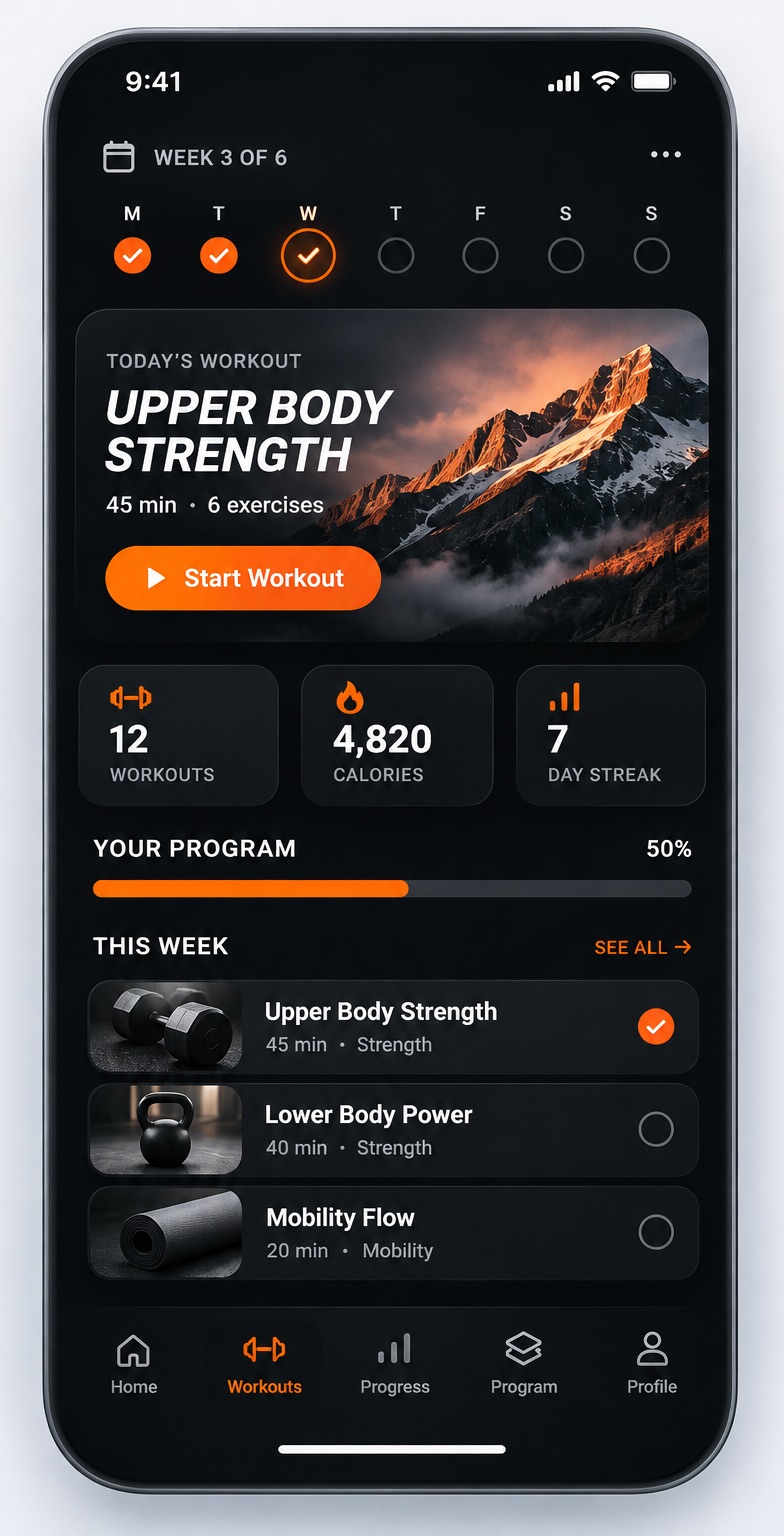 9:41
WEEK 3 OF 6
M T W T F S S
TODAY'S WORKOUT
UPPER BODY
STRENGTH
45 min • 6 exercises
Start Workout
12
WORKOUTS
4,820
CALORIES
7
DAY STREAK
YOUR PROGRAM 50%
THIS WEEK SEE ALL →
Upper Body Strength
45 min • Strength
Lower Body Power
40 min • Strength
Mobility Flow
20 min • Mobility
Home Workouts Progress Program Profile